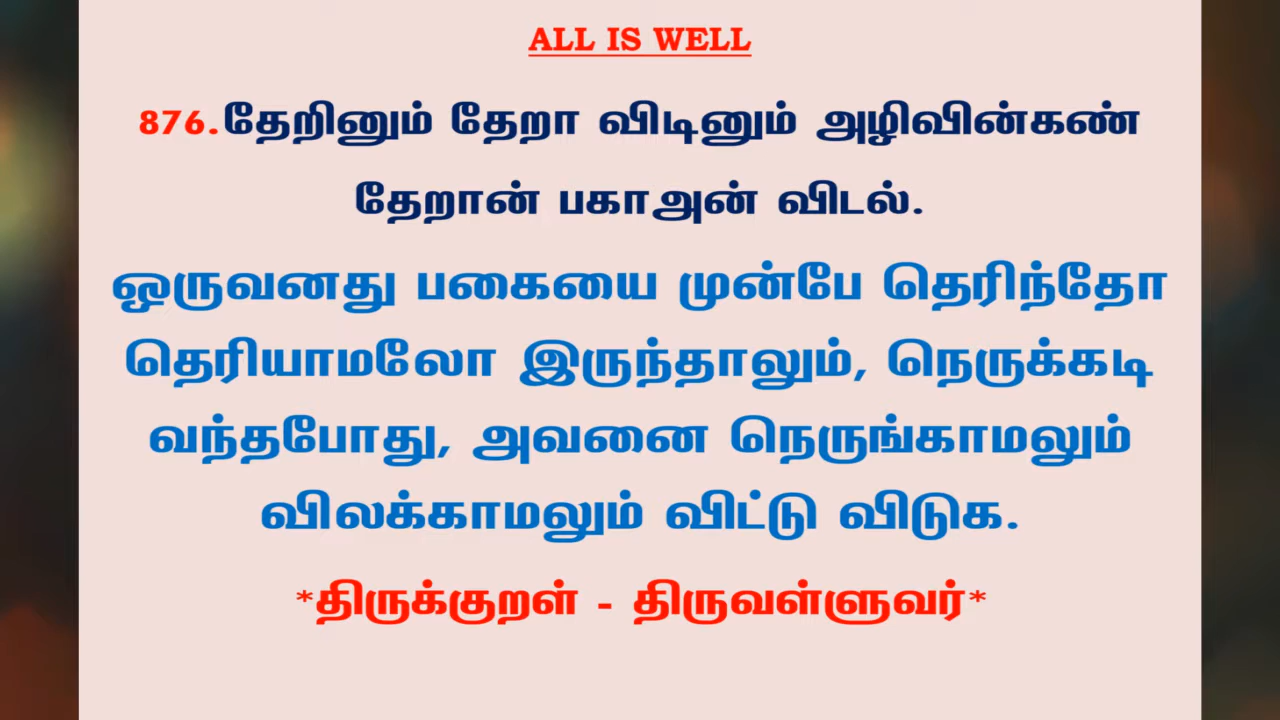 ALL IS WELL
876.தேறினும் தேறா விடினும் அழிவின்கண்
தேறான் பகாஅன் விடல்.
ஒருவனது பகையை முன்பே தெரிந்தோ
தெரியாமலோ இருந்தாலும், நெருக்கடி
வந்தபோது, அவனை நெருங்காமலும்
விலக்காமலும் விட்டு விடுக.
*திருக்குறள் - திருவள்ளுவர்*